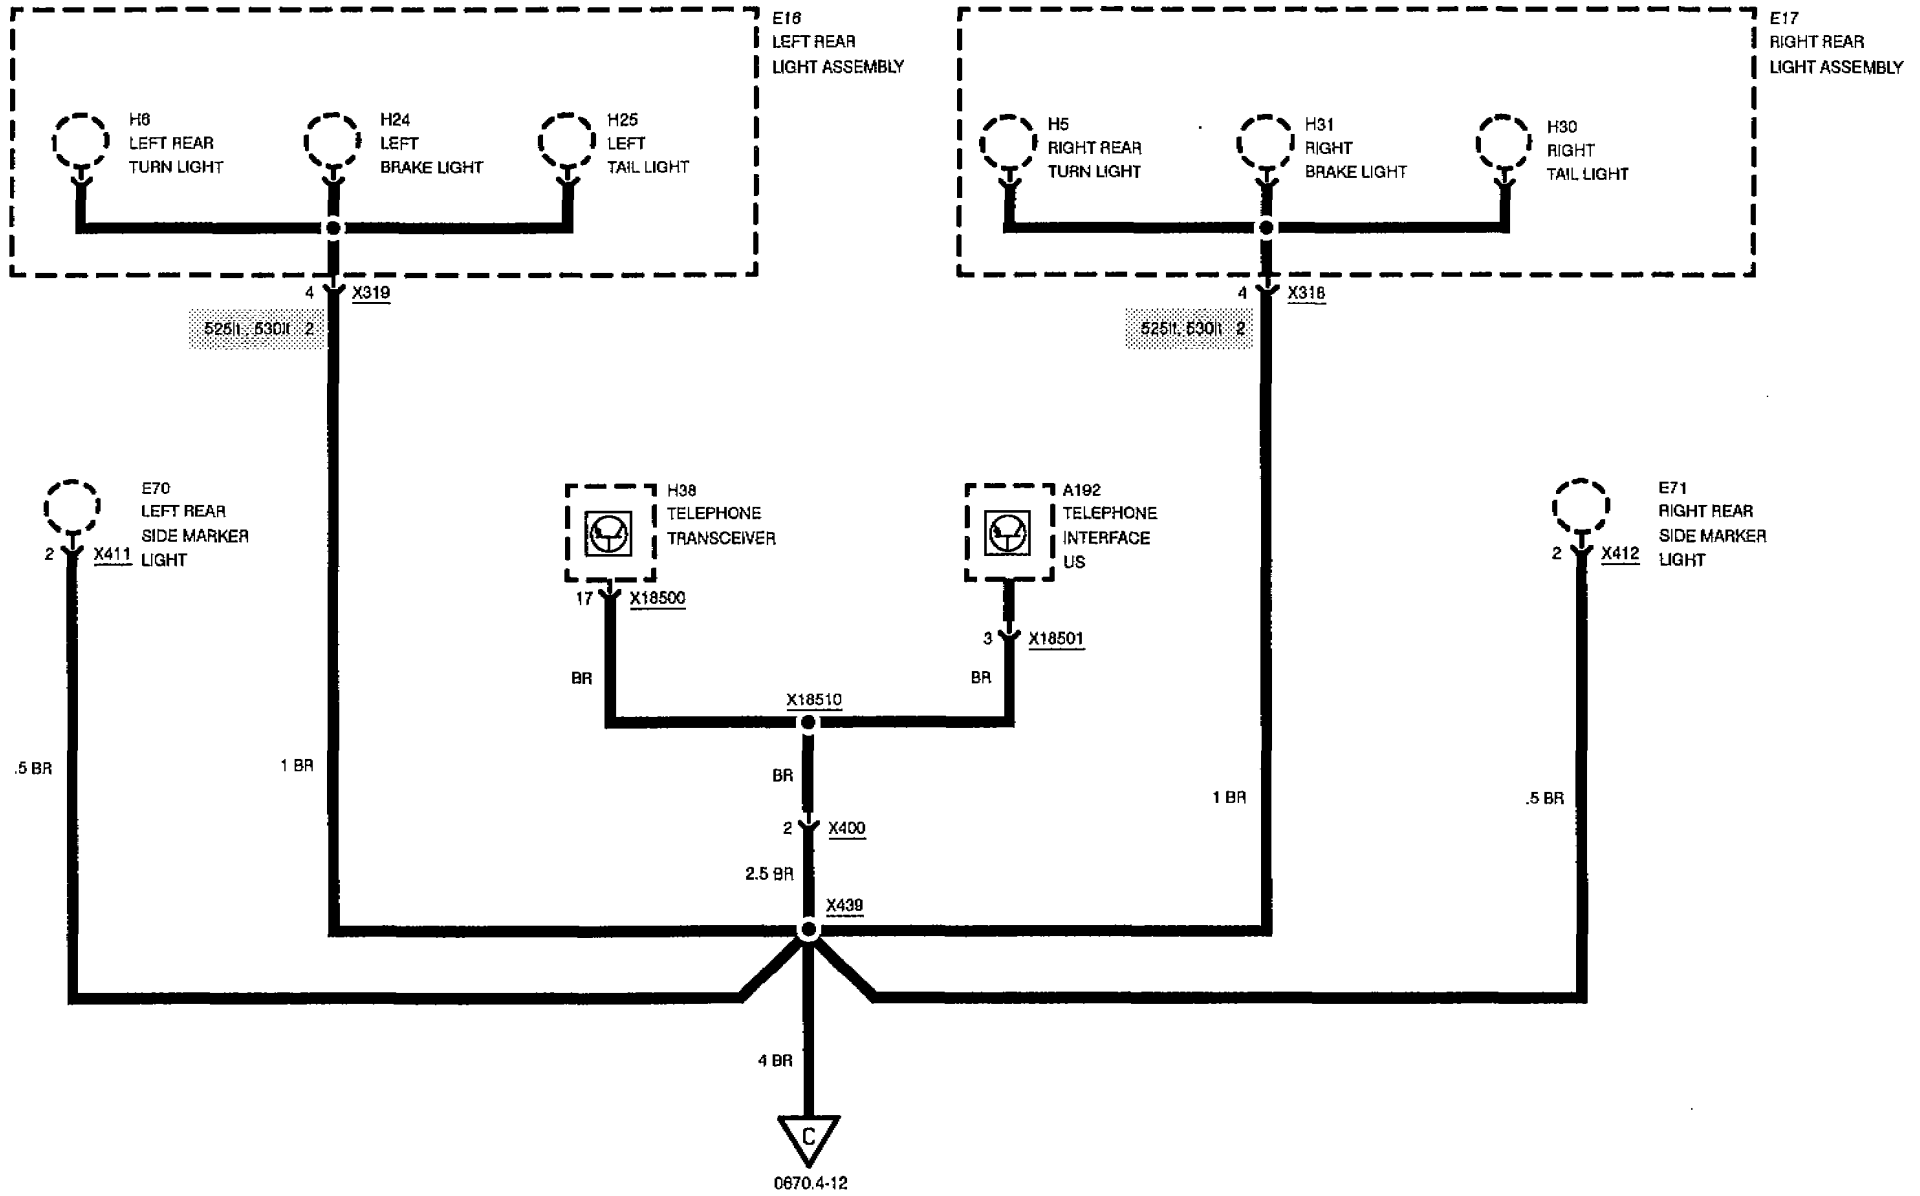 E16
LEFT REAR
LIGHT ASSEMBLY
E17
RIGHT REAR
LIGHT ASSEMBLY
H6
LEFT REAR
TURN LIGHT
H24
LEFT
BRAKE LIGHT
H25
LEFT
TAIL LIGHT
H5
RIGHT REAR
TURN LIGHT
H31
RIGHT
BRAKE LIGHT
H30
RIGHT
TAIL LIGHT
4 X319
525it, 530it 2
4 X318
525it, 530it 2
E70
LEFT REAR
SIDE MARKER
LIGHT
2 X411
H38
TELEPHONE
TRANSCEIVER
17 X18500
A192
TELEPHONE
INTERFACE
US
3 X18501
E71
RIGHT REAR
SIDE MARKER
LIGHT
2 X412
BR
BR
X18510
.5 BR
1 BR
BR
1 BR
.5 BR
2 X400
2.5 BR
X439
4 BR
C
0670.4-12